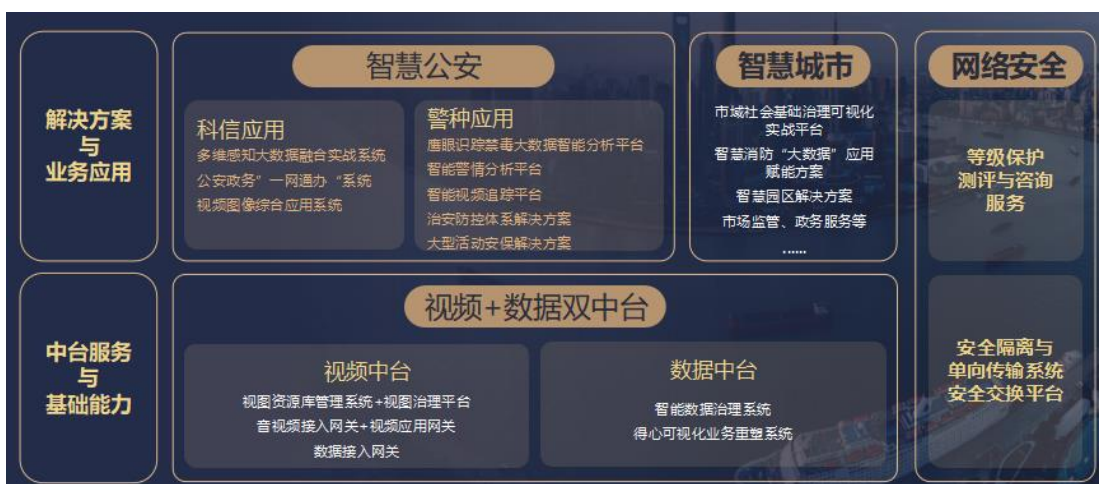 解决方案
与
业务应用
智慧公安
科信应用
多维感知大数据融合实战系统
公安政务”一网通办“系统
视频图像综合应用系统
警种应用
鹰眼识踪禁毒大数据智能分析平台
智能警情分析平台
智能视频追踪平台
治安防控体系解决方案
大型活动安保解决方案
智慧城市
市域社会基础治理可视化
实战平台
智慧消防“大数据”应用
赋能方案
智慧园区解决方案
市场监管、政务服务等
......
网络安全
等级保护
测评与咨询
服务
中台服务
与
基础能力
视频+数据双中台
视频中台
视图资源库管理系统+视图治理平台
音视频接入网关+视频应用网关
数据接入网关
数据中台
智能数据治理系统
得心可视化业务重塑系统
安全隔离与
单向传输系统
安全交换平台